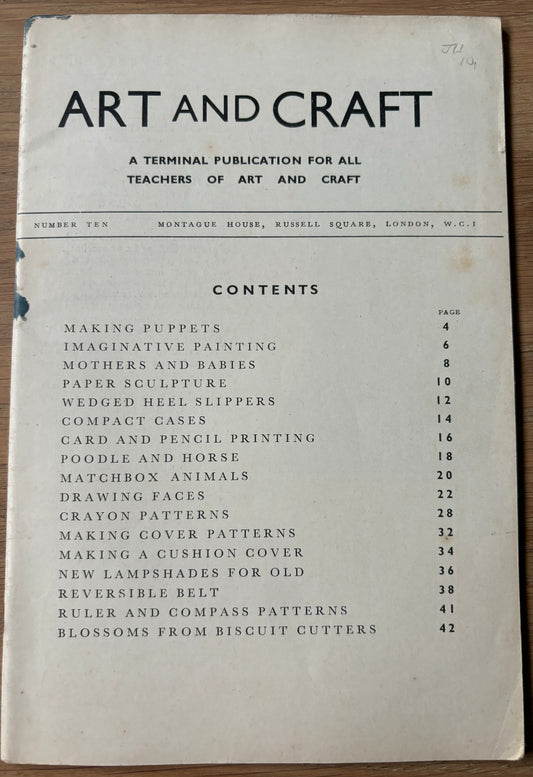 ART AND CRAFT
A TERMINAL PUBLICATION FOR ALL
TEACHERS OF ART AND CRAFT
NUMBER TEN MONTAGUE HOUSE, RUSSELL SQUARE, LONDON, W.C.1
CONTENTS
PAGE
MAKING PUPPETS 4
IMAGINATIVE PAINTING 6
MOTHERS AND BABIES 8
PAPER SCULPTURE 10
WEDGED HEEL SLIPPERS 12
COMPACT CASES 14
CARD AND PENCIL PRINTING 16
POODLE AND HORSE 18
MATCHBOX ANIMALS 20
DRAWING FACES 22
CRAYON PATTERNS 28
MAKING COVER PATTERNS 32
MAKING A CUSHION COVER 34
NEW LAMPSHADES FOR OLD 36
REVERSIBLE BELT 38
RULER AND COMPASS PATTERNS 41
BLOSSOMS FROM BISCUIT CUTTERS 42